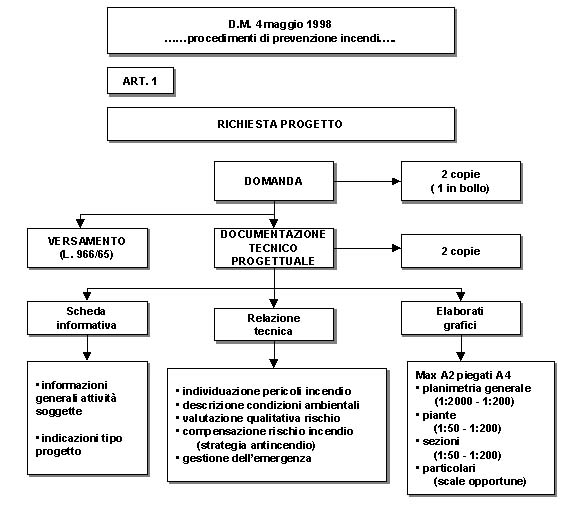 D.M. 4 maggio 1998
......procedimenti di prevenzione incendi.....
ART. 1
RICHIESTA PROGETTO
DOMANDA
2 copie
( 1 in bollo)
VERSAMENTO
(L. 966/65)
DOCUMENTAZIONE
TECNICO
PROGETTUALE
2 copie
Scheda
informativa
Relazione
tecnica
Elaborati
grafici
• informazioni
generali attività
soggette
• indicazioni tipo
progetto
• individuazione pericoli incendio
• descrizione condizioni ambientali
• valutazione qualitativa rischio
• compensazione rischio incendio
(strategia antincendio)
• gestione dell'emergenza
Max A2 piegati A4
• planimetria generale
(1:2000 - 1:200)
• piante
(1:50 - 1:200)
• sezioni
(1:50 - 1:200)
• particolari
(scale opportune)